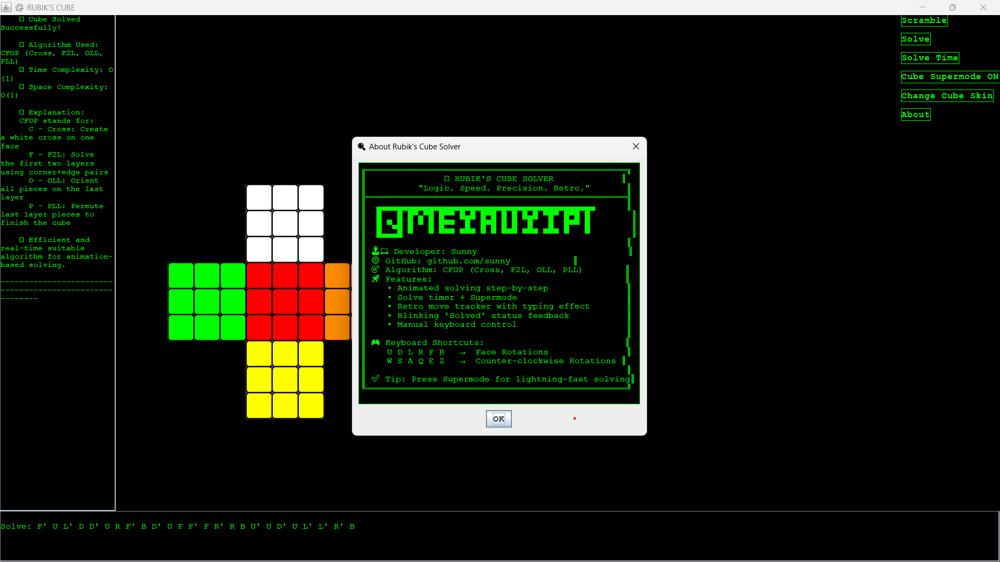 RUBIK'S CUBE
Cube Solved
Successfully!
Algorithm Used:
CFOP (Cross, F2L, OLL,
PLL)
Time Complexity: O
(1)
Space Complexity:
O(1)
Explanation:
CFOP stands for:
C - Cross: Create
a white cross on one
face
F - F2L: Solve
the first two layers
using corner+edge pairs
O - OLL: Orient
all pieces on the last
layer
P - PLL: Permute
last layer pieces to
finish the cube
Efficient and
real-time suitable
algorithm for animation-
based solving.
--------------------------------------------------------
Scramble
Solve
Solve Time
Cube Supermode ON
Change Cube Skin
About
About Rubik's Cube Solver
RUBIK'S CUBE SOLVER
"Logic. Speed. Precision. Retro."
Developer: Sunny
GitHub: github.com/sunny
Algorithm: CFOP (Cross, F2L, OLL, PLL)
Features:
• Animated solving step-by-step
• Solve timer + Supermode
• Retro move tracker with typing effect
• Blinking 'Solved' status feedback
• Manual keyboard control
Keyboard Shortcuts:
U D L R F B → Face Rotations
W S A Q E Z → Counter-clockwise Rotations
Tip: Press Supermode for lightning-fast solving
OK
Solve: F' U L' D D' U R F' B D' U F F' F R' R B U' U D' U L' L' R' B